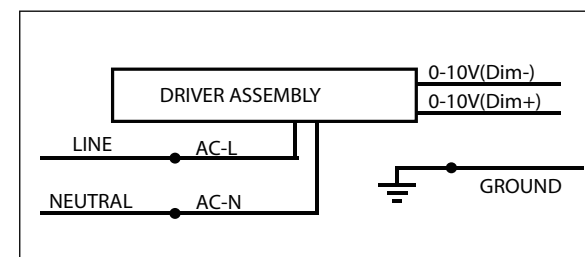 0-10V(Dim-)
DRIVER ASSEMBLY
0-10V(Dim+)
LINE
AC-L
GROUND
NEUTRAL
AC-N